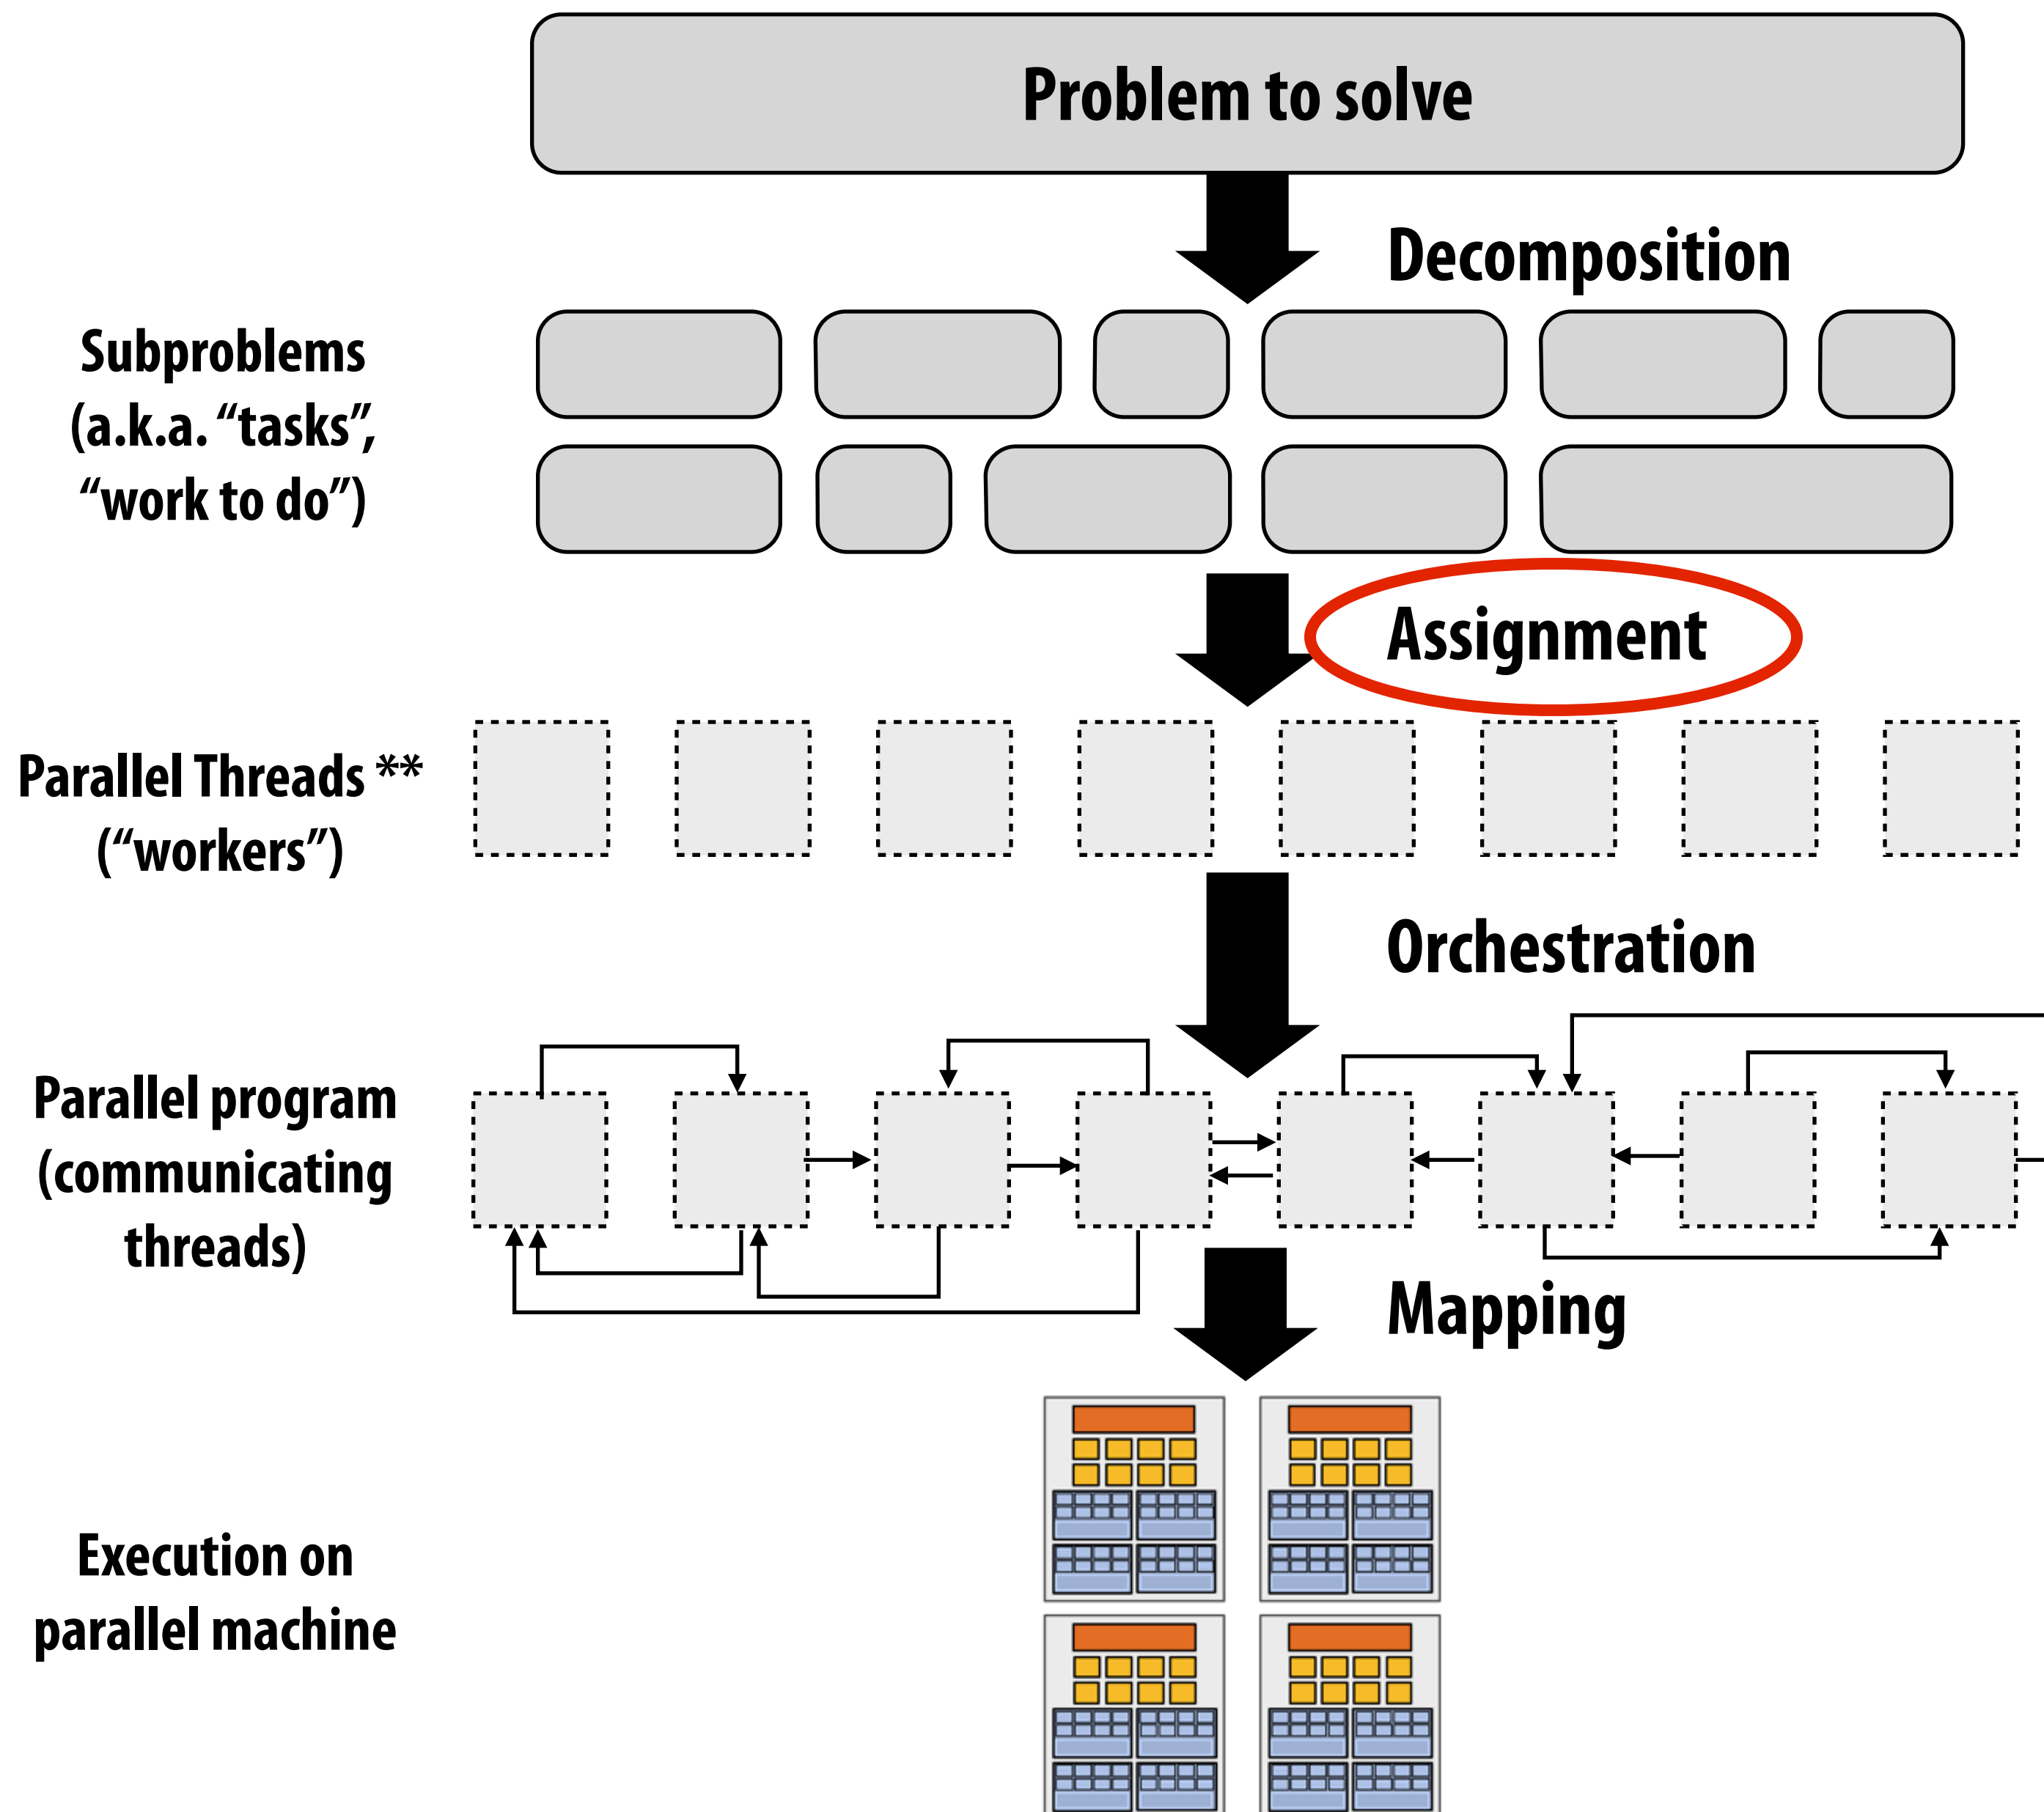 Problem to solve
Decomposition
Subproblems
(a.k.a. “tasks”,
“work to do”)
Assignment
Parallel Threads **
(“workers”)
Orchestration
Parallel program
(communicating
threads)
Mapping
Execution on
parallel machine